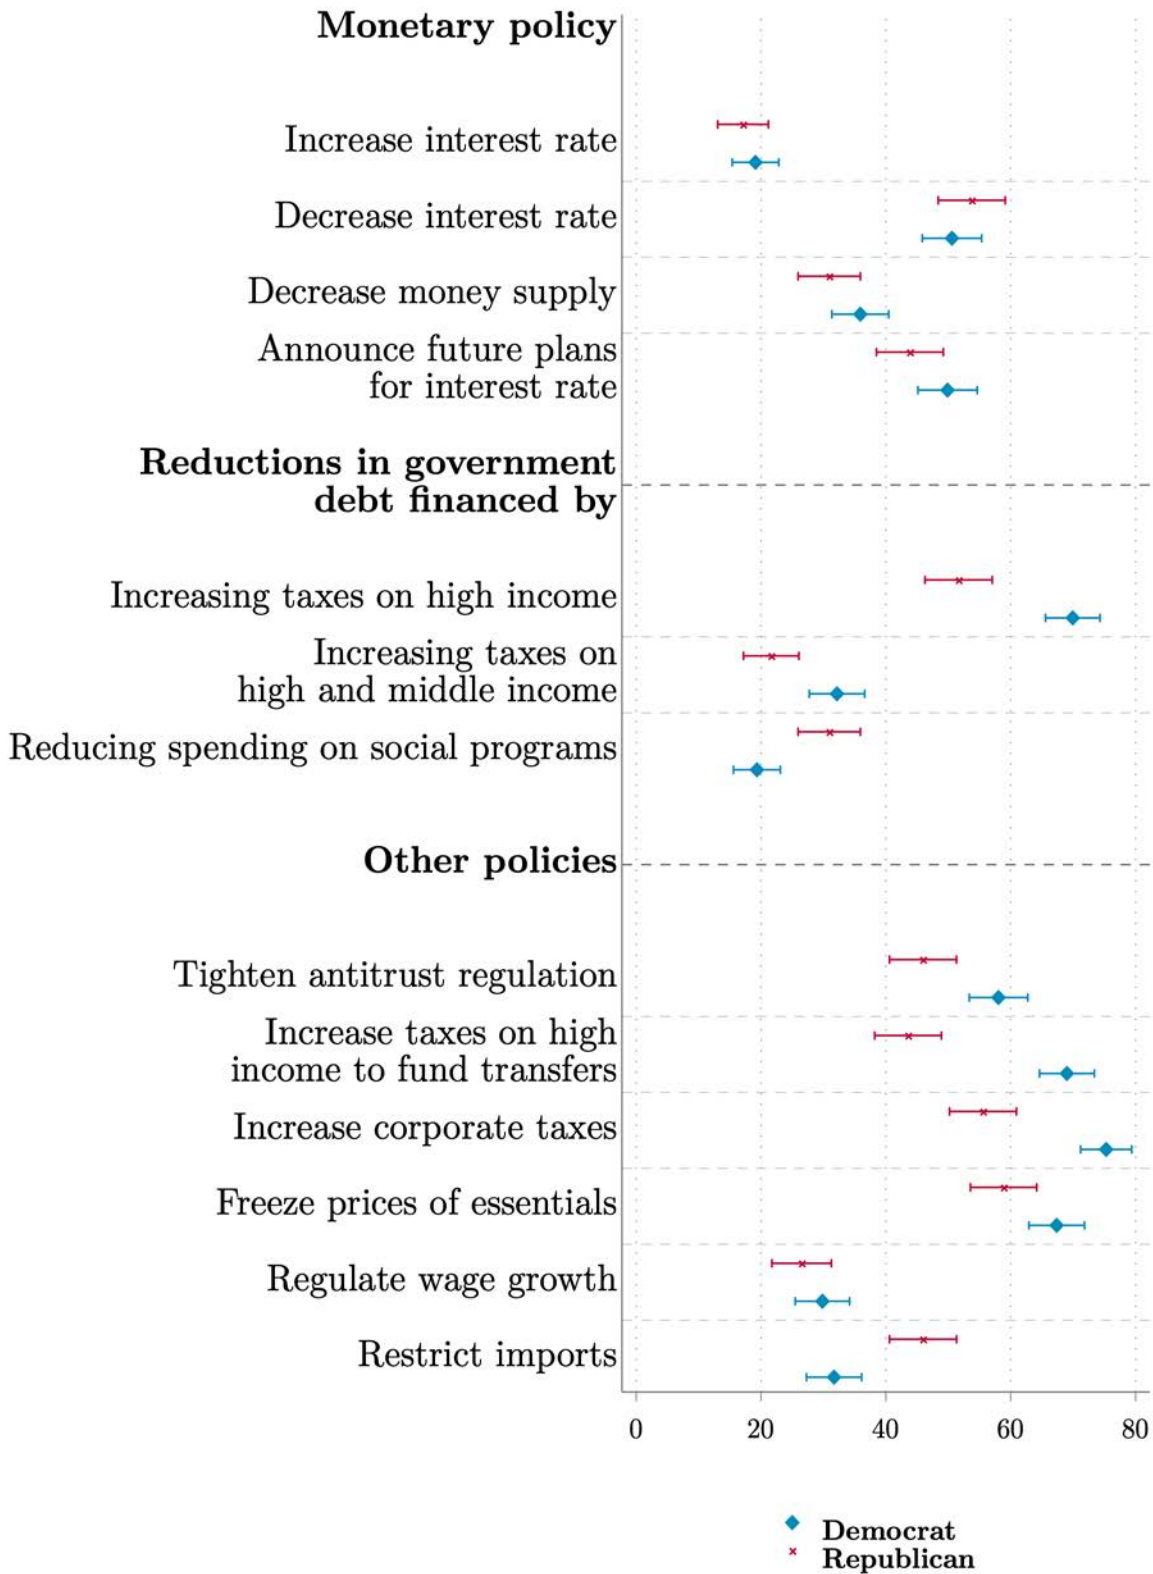 Monetary policy
Increase interest rate
Decrease interest rate
Decrease money supply
Announce future plans
for interest rate
Reductions in government
debt financed by
Increasing taxes on high income
Increasing taxes on
high and middle income
Reducing spending on social programs
Other policies
Tighten antitrust regulation
Increase taxes on high
income to fund transfers
Increase corporate taxes
Freeze prices of essentials
Regulate wage growth
Restrict imports
0 20 40 60 80
Democrat
Republican